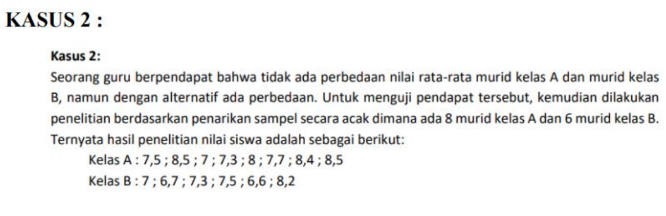 KASUS 2 :
Kasus 2:
Seorang guru berpendapat bahwa tidak ada perbedaan nilai rata-rata murid kelas A dan murid kelas
B, namun dengan alternatif ada perbedaan. Untuk menguji pendapat tersebut, kemudian dilakukan
penelitian berdasarkan penarikan sampel secara acak dimana ada 8 murid kelas A dan 6 murid kelas B.
Ternyata hasil penelitian nilai siswa adalah sebagai berikut:
Kelas A : 7,5 ; 8,5 ; 7 ; 7,3 ; 8 ; 7,7 ; 8,4 ; 8,5
Kelas B : 7 ; 6,7 ; 7,3 ; 7,5 ; 6,6 ; 8,2